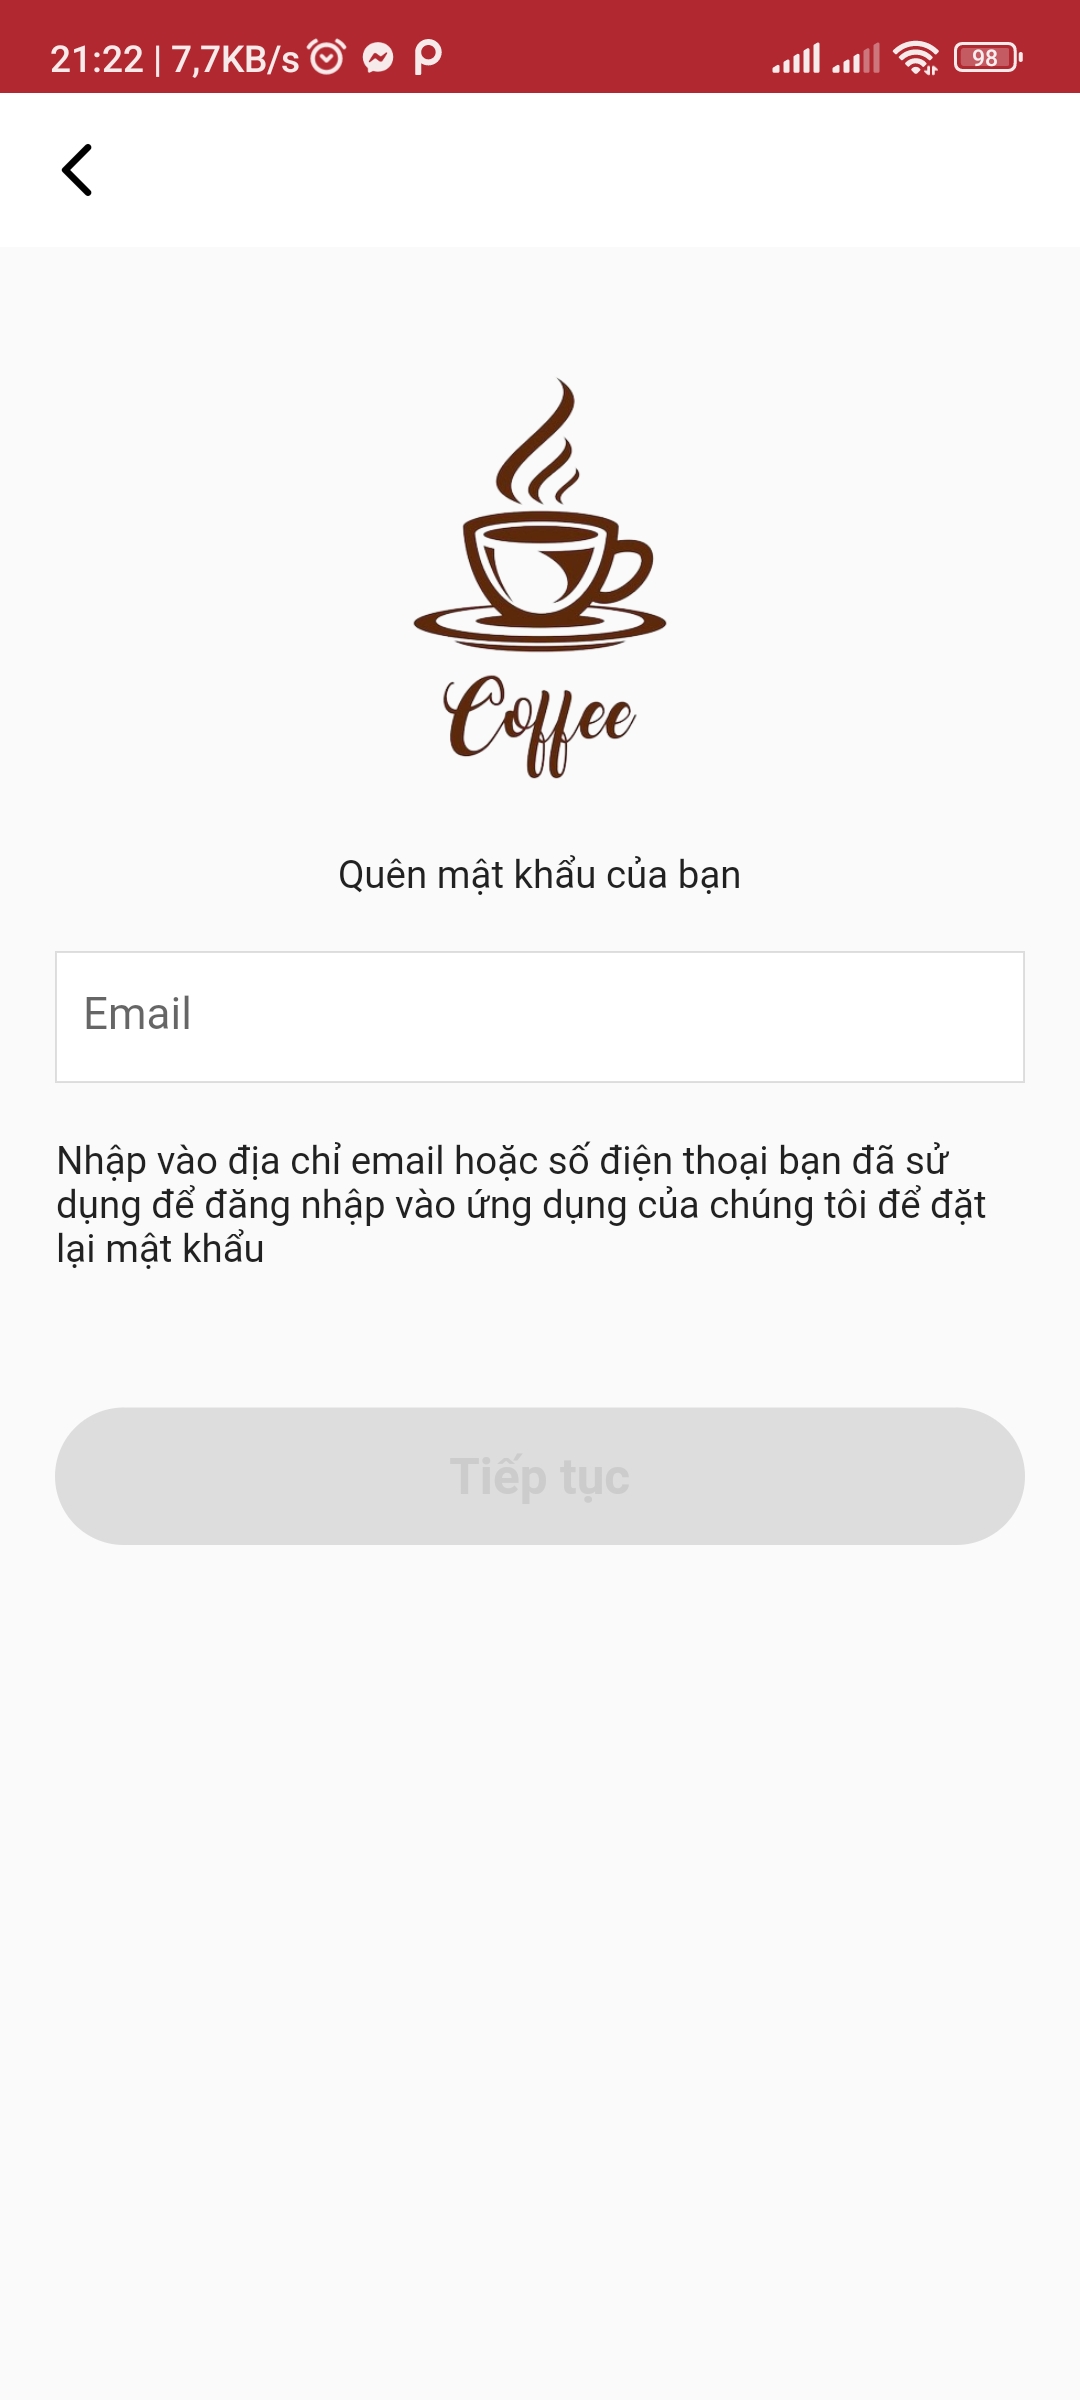 21:22 | 7,7KB/s
98
Coffee
Quên mật khẩu của bạn
Email
Nhập vào địa chỉ email hoặc số điện thoại bạn đã sử
dụng để đăng nhập vào ứng dụng của chúng tôi để đặt
lại mật khẩu
Tiếp tục